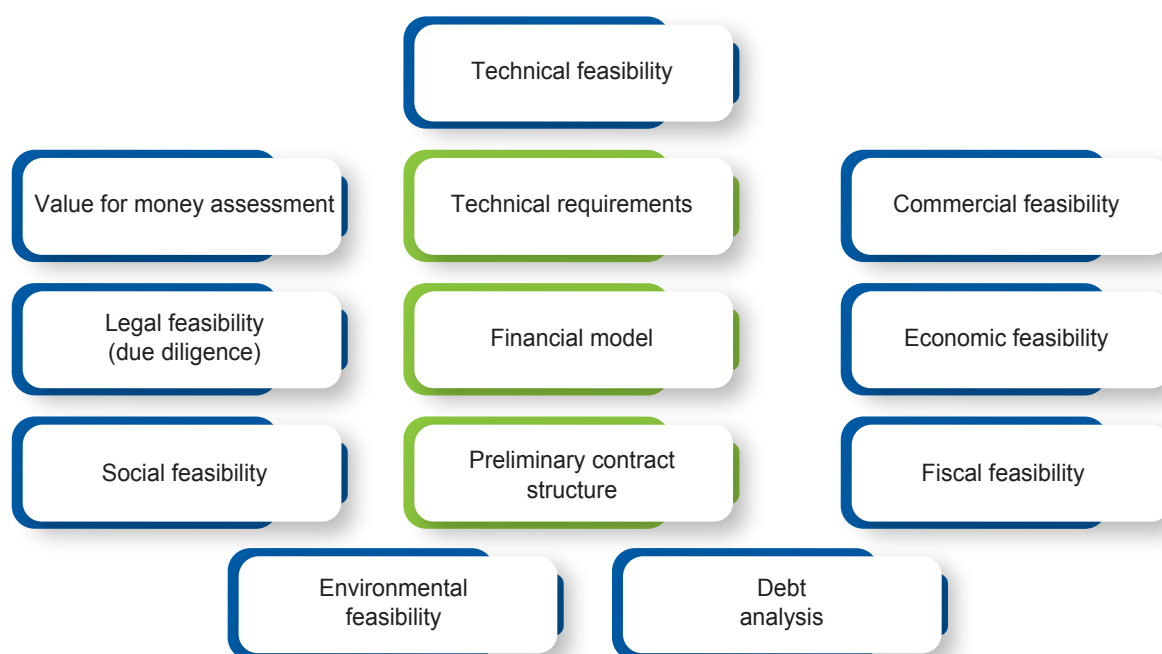 Technical feasibility
Value for money assessment
Technical requirements
Commercial feasibility
Legal feasibility
(due diligence)
Financial model
Economic feasibility
Social feasibility
Preliminary contract
structure
Fiscal feasibility
Environmental
feasibility
Debt
analysis